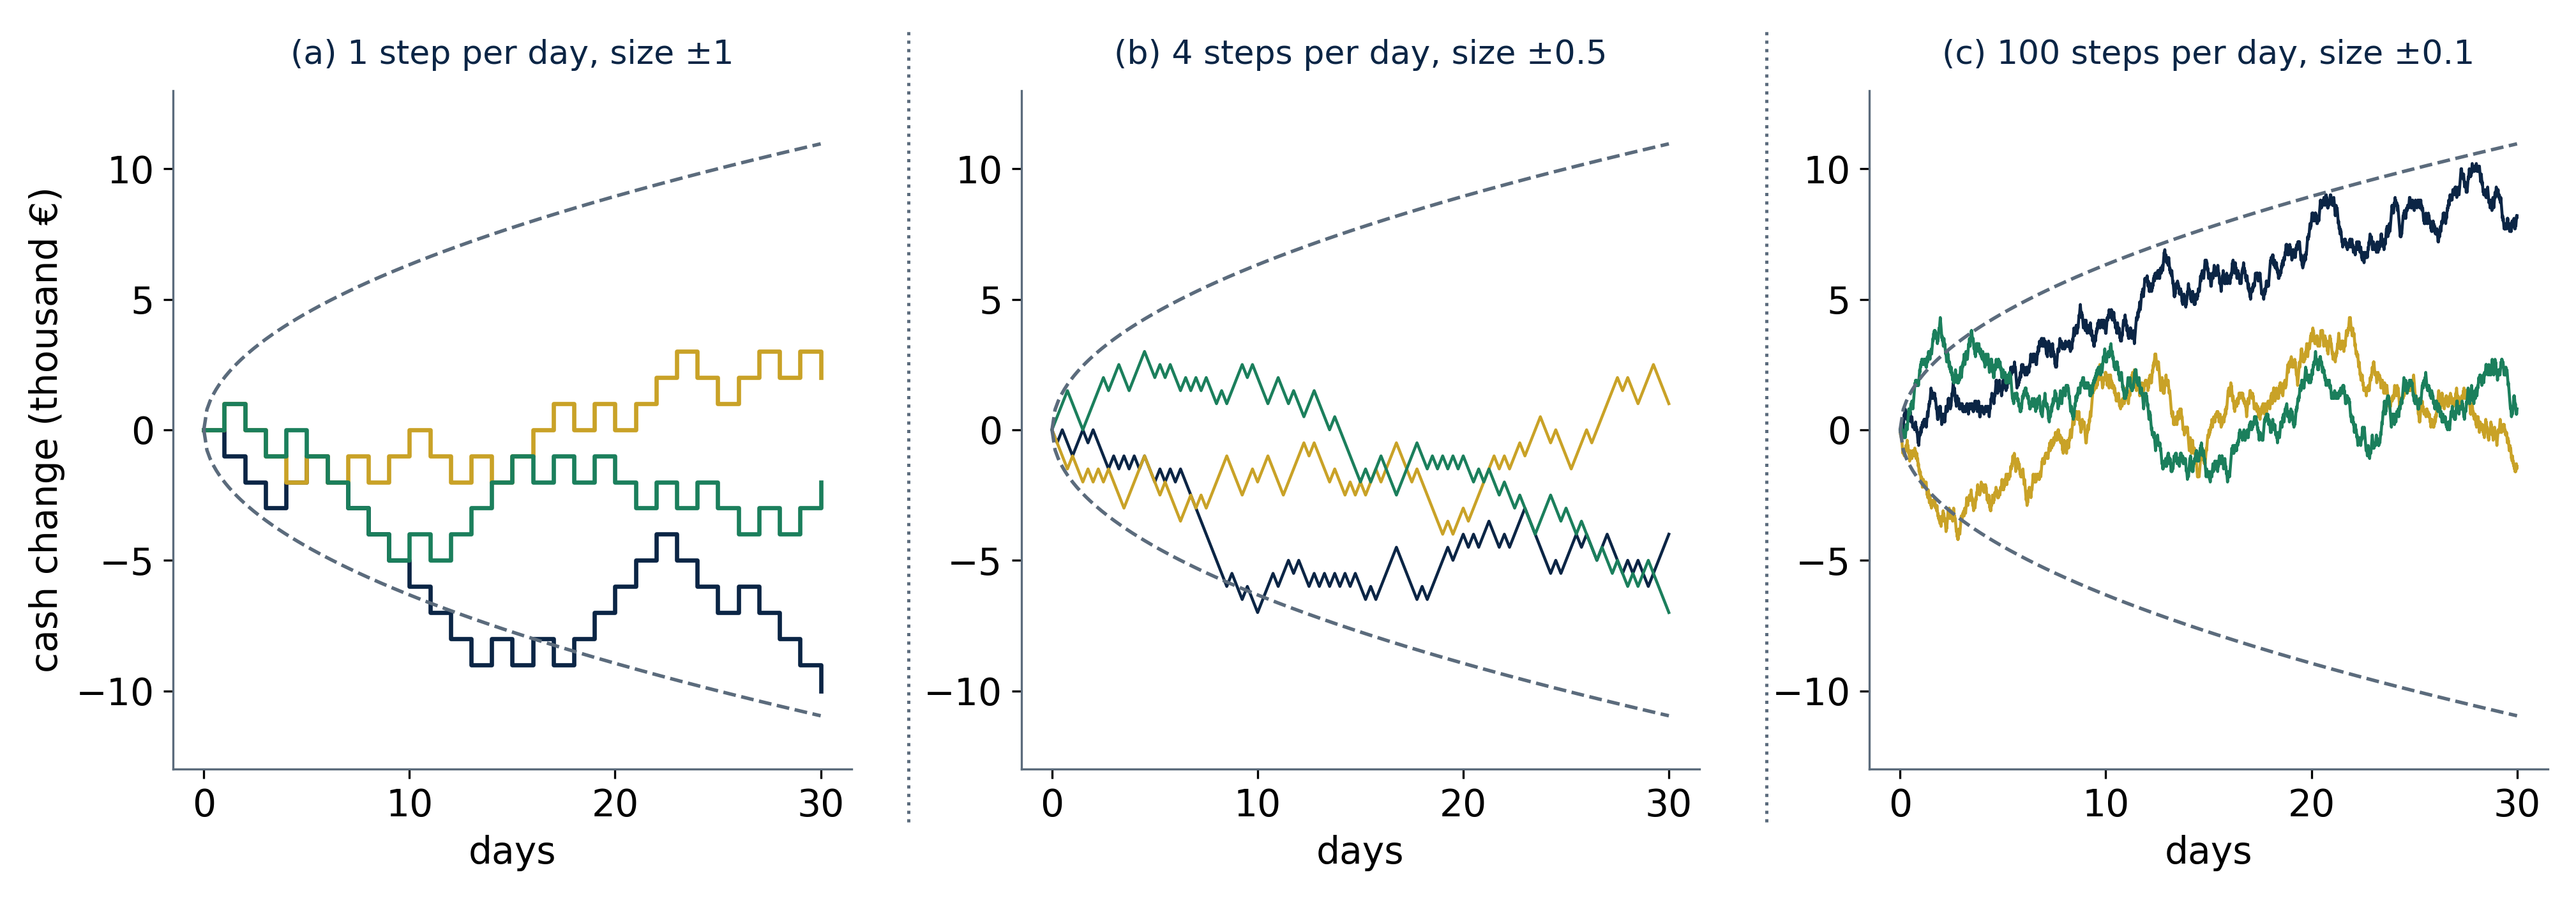 (a) 1 step per day, size ±1
(b) 4 steps per day, size ±0.5
(c) 100 steps per day, size ±0.1
cash change (thousand €)
10
5
0
−5
−10
0 10 20 30
days
10
5
0
−5
−10
0 10 20 30
days
10
5
0
−5
−10
0 10 20 30
days